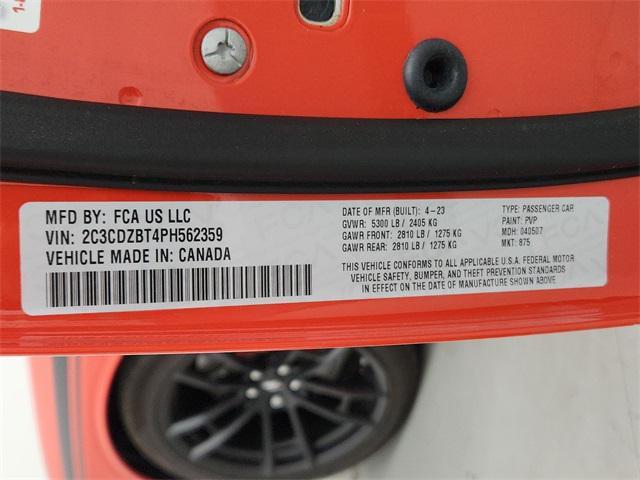 MFD BY: FCA US LLC
VIN: 2C3CDZBT4PH562359
VEHICLE MADE IN: CANADA
DATE OF MFR (BUILT): 4-23
GVWR: 5300 LB / 2405 KG
GAWR FRONT: 2810 LB / 1275 KG
GAWR REAR: 2810 LB / 1275 KG
TYPE: PASSENGER CAR
PAINT: PVP
MDH: 040507
MKT: 875
THIS VEHICLE CONFORMS TO ALL APPLICABLE U.S.A. FEDERAL MOTOR
VEHICLE SAFETY, BUMPER, AND THEFT PREVENTION STANDARDS
IN EFFECT ON THE DATE OF MANUFACTURE SHOWN ABOVE